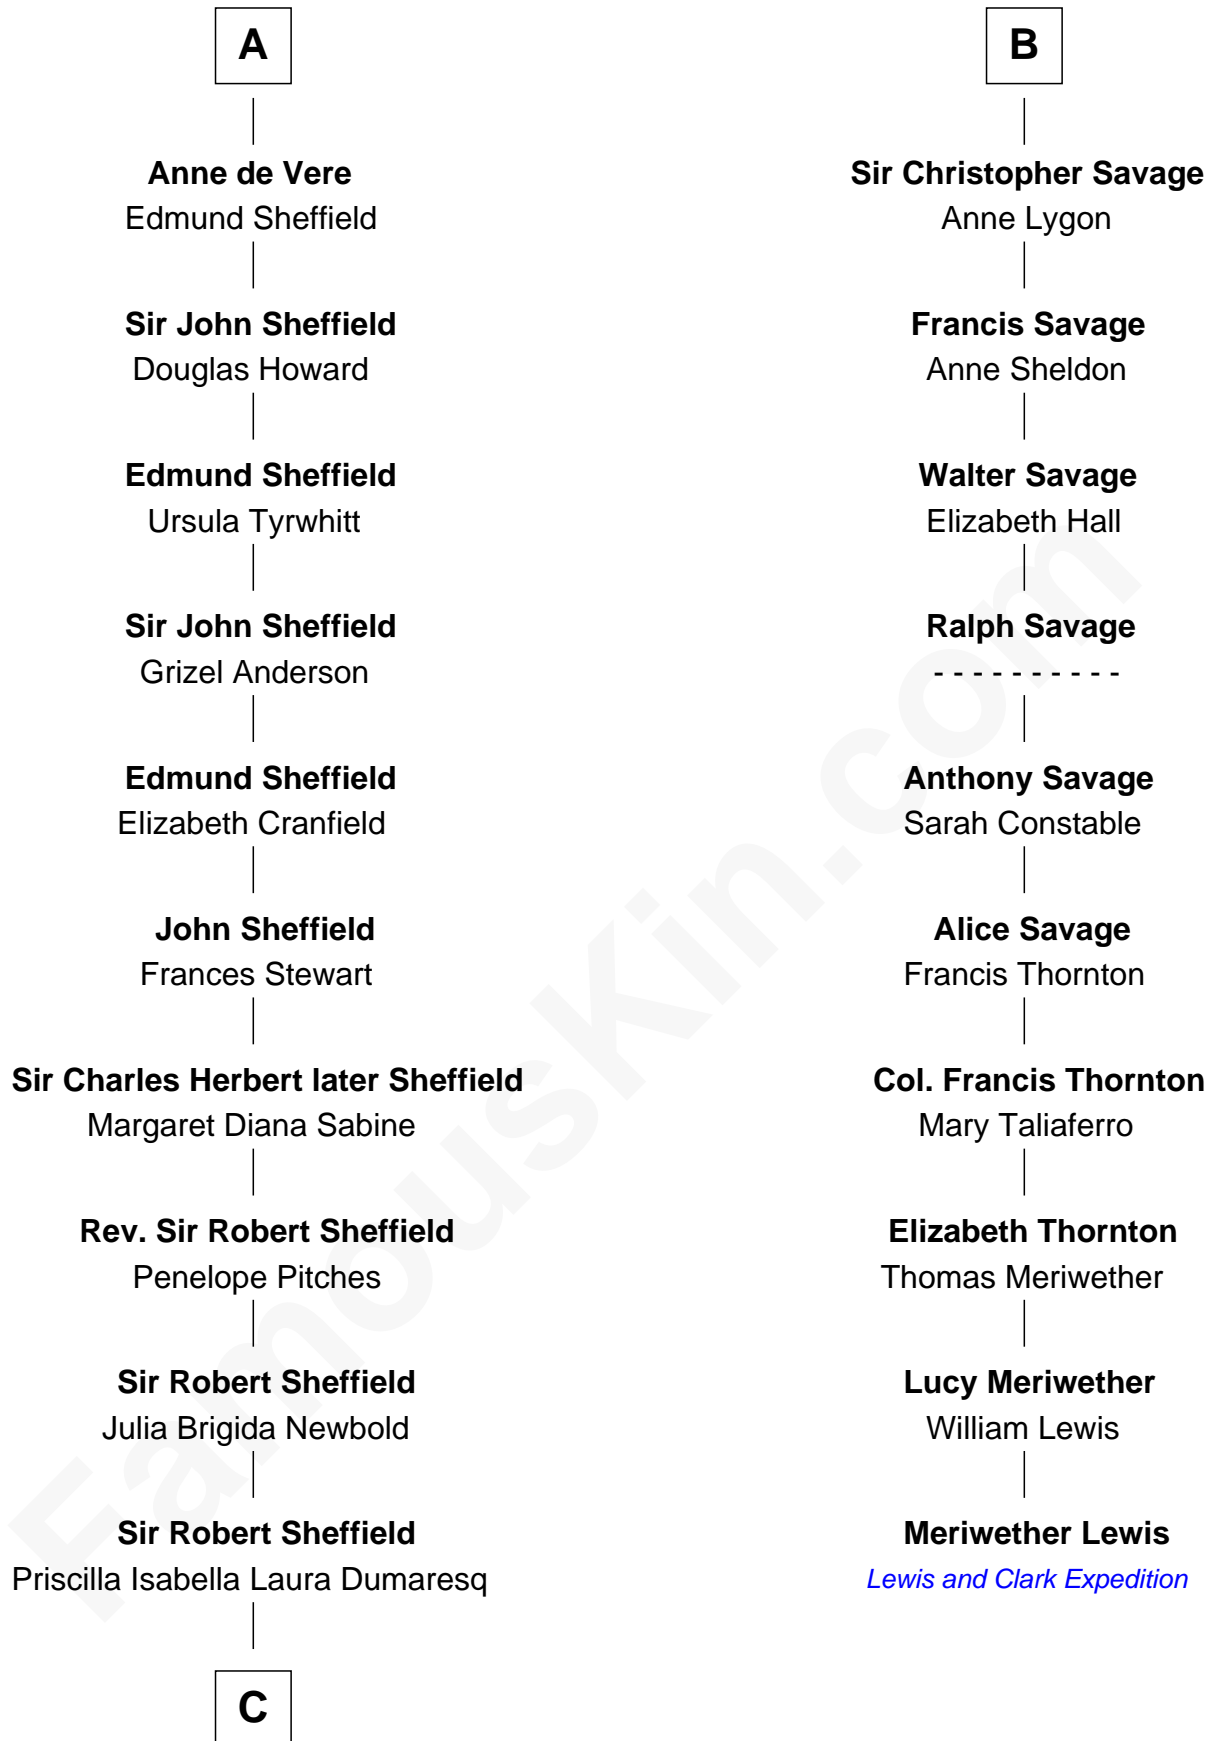 A
Anne de Vere
Edmund Sheffield
Sir John Sheffield
Douglas Howard
Edmund Sheffield
Ursula Tyrwhitt
Sir John Sheffield
Grizel Anderson
Edmund Sheffield
Elizabeth Cranfield
John Sheffield
Frances Stewart
Sir Charles Herbert later Sheffield
Margaret Diana Sabine
Rev. Sir Robert Sheffield
Penelope Pitches
Sir Robert Sheffield
Julia Brigida Newbold
Sir Robert Sheffield
Priscilla Isabella Laura Dumaresq
C
B
Sir Christopher Savage
Anne Lygon
Francis Savage
Anne Sheldon
Walter Savage
Elizabeth Hall
Ralph Savage
- - - - - - - - - -
Anthony Savage
Sarah Constable
Alice Savage
Francis Thornton
Col. Francis Thornton
Mary Taliaferro
Elizabeth Thornton
Thomas Meriwether
Lucy Meriwether
William Lewis
Meriwether Lewis
Lewis and Clark Expedition
FamousKin.com